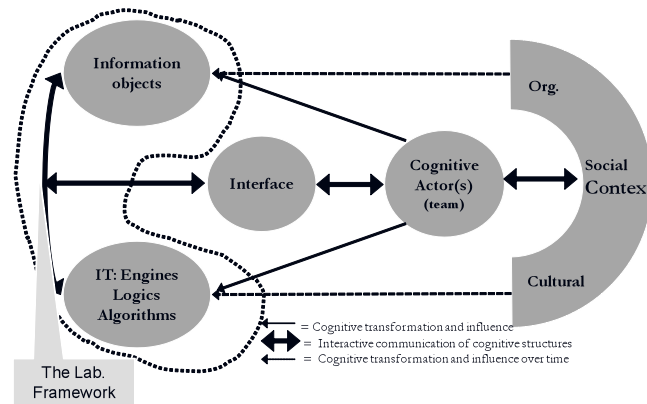 Information
objects
Org.
Interface
Cognitive
Actor(s)
(team)
Social
Contex
IT: Engines
Logics
Algorithms
Cultural
= Cognitive transformation and influence
= Interactive communication of cognitive structures
= Cognitive transformation and influence over time
The Lab.
Framework